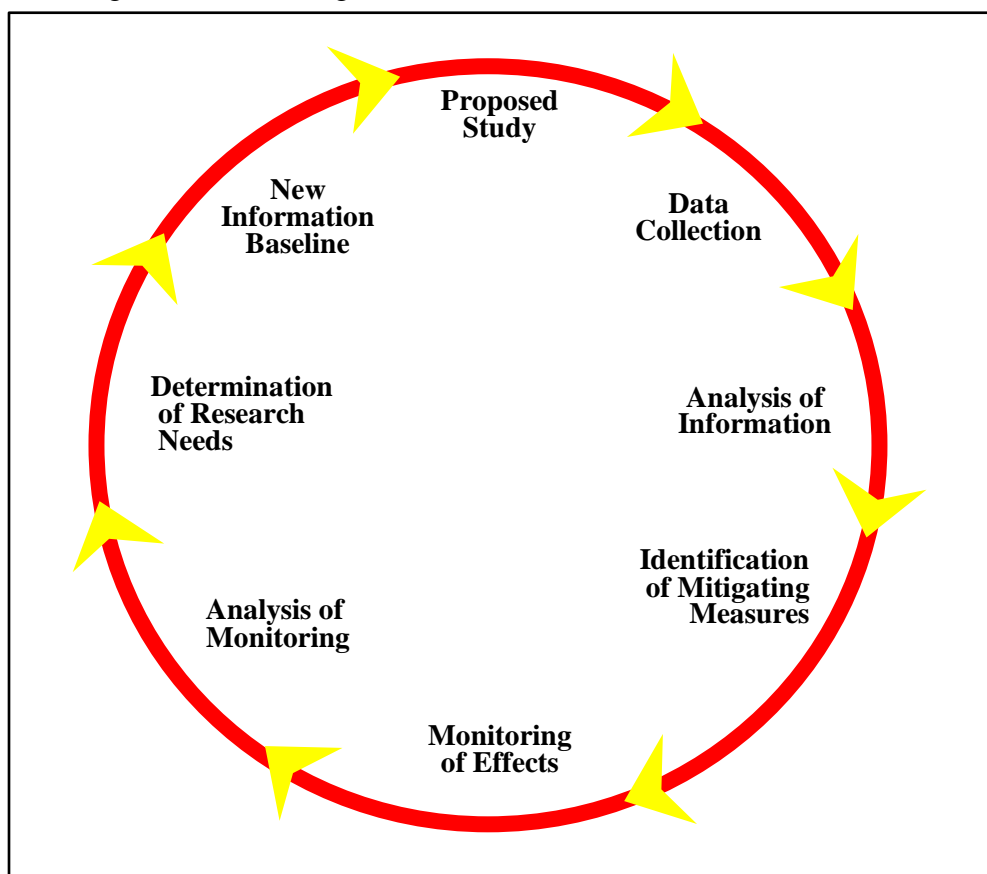 Proposed
Study
Data
Collection
Analysis of
Information
Identification
of Mitigating
Measures
Monitoring
of Effects
Analysis of
Monitoring
Determination
of Research
Needs
New
Information
Baseline